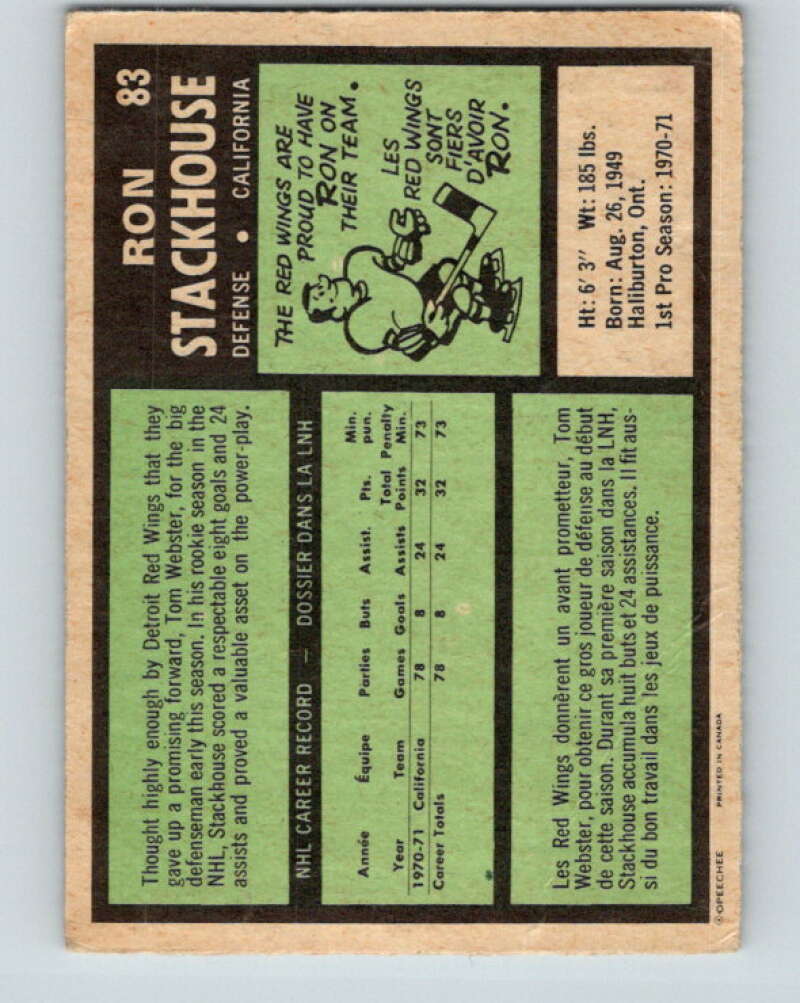 RON 83
STACKHOUSE
DEFENSE • CALIFORNIA
Thought highly enough by Detroit Red Wings that they
gave up a promising forward, Tom Webster, for the big
defenseman early this season. In his rookie season in the
NHL, Stackhouse scored a respectable eight goals and 24
assists and proved a valuable asset on the power-play.
THE RED WINGS ARE
PROUD TO HAVE
RON ON
THEIR TEAM.
LES
RED WINGS
SONT
FIERS
D'AVOIR
RON.
NHL CAREER RECORD — DOSSIER DANS LA LNH
Min.
Année Équipe Parties Buts Assist. Pts. pun.
Total Penalty
Year Team Games Goals Assists Points Min.
1970-71 California 78 8 24 32 73
Career Totals 78 8 24 32 73
Ht: 6' 3" Wt: 185 lbs.
Born: Aug. 26, 1949
Haliburton, Ont.
1st Pro Season: 1970-71
Les Red Wings donnèrent un avant prometteur, Tom
Webster, pour obtenir ce gros joueur de défense au début
de cette saison. Durant sa première saison dans la LNH,
Stackhouse accumula huit buts et 24 assistances. Il fit aus-
si du bon travail dans les jeux de puissance.
©OPEECHEE PRINTED IN CANADA